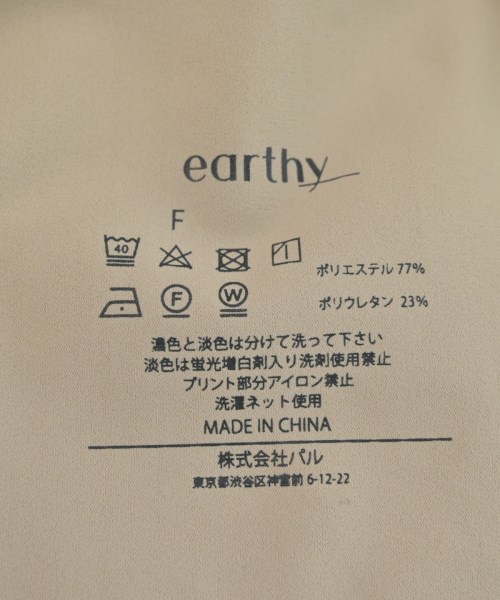 earthy
F
40
ポリエステル 77%
F W
ポリウレタン 23%
濃色と淡色は分けて洗って下さい
淡色は蛍光増白剤入り洗剤使用禁止
プリント部分アイロン禁止
洗濯ネット使用
MADE IN CHINA
株式会社パル
東京都渋谷区神宮前 6-12-22